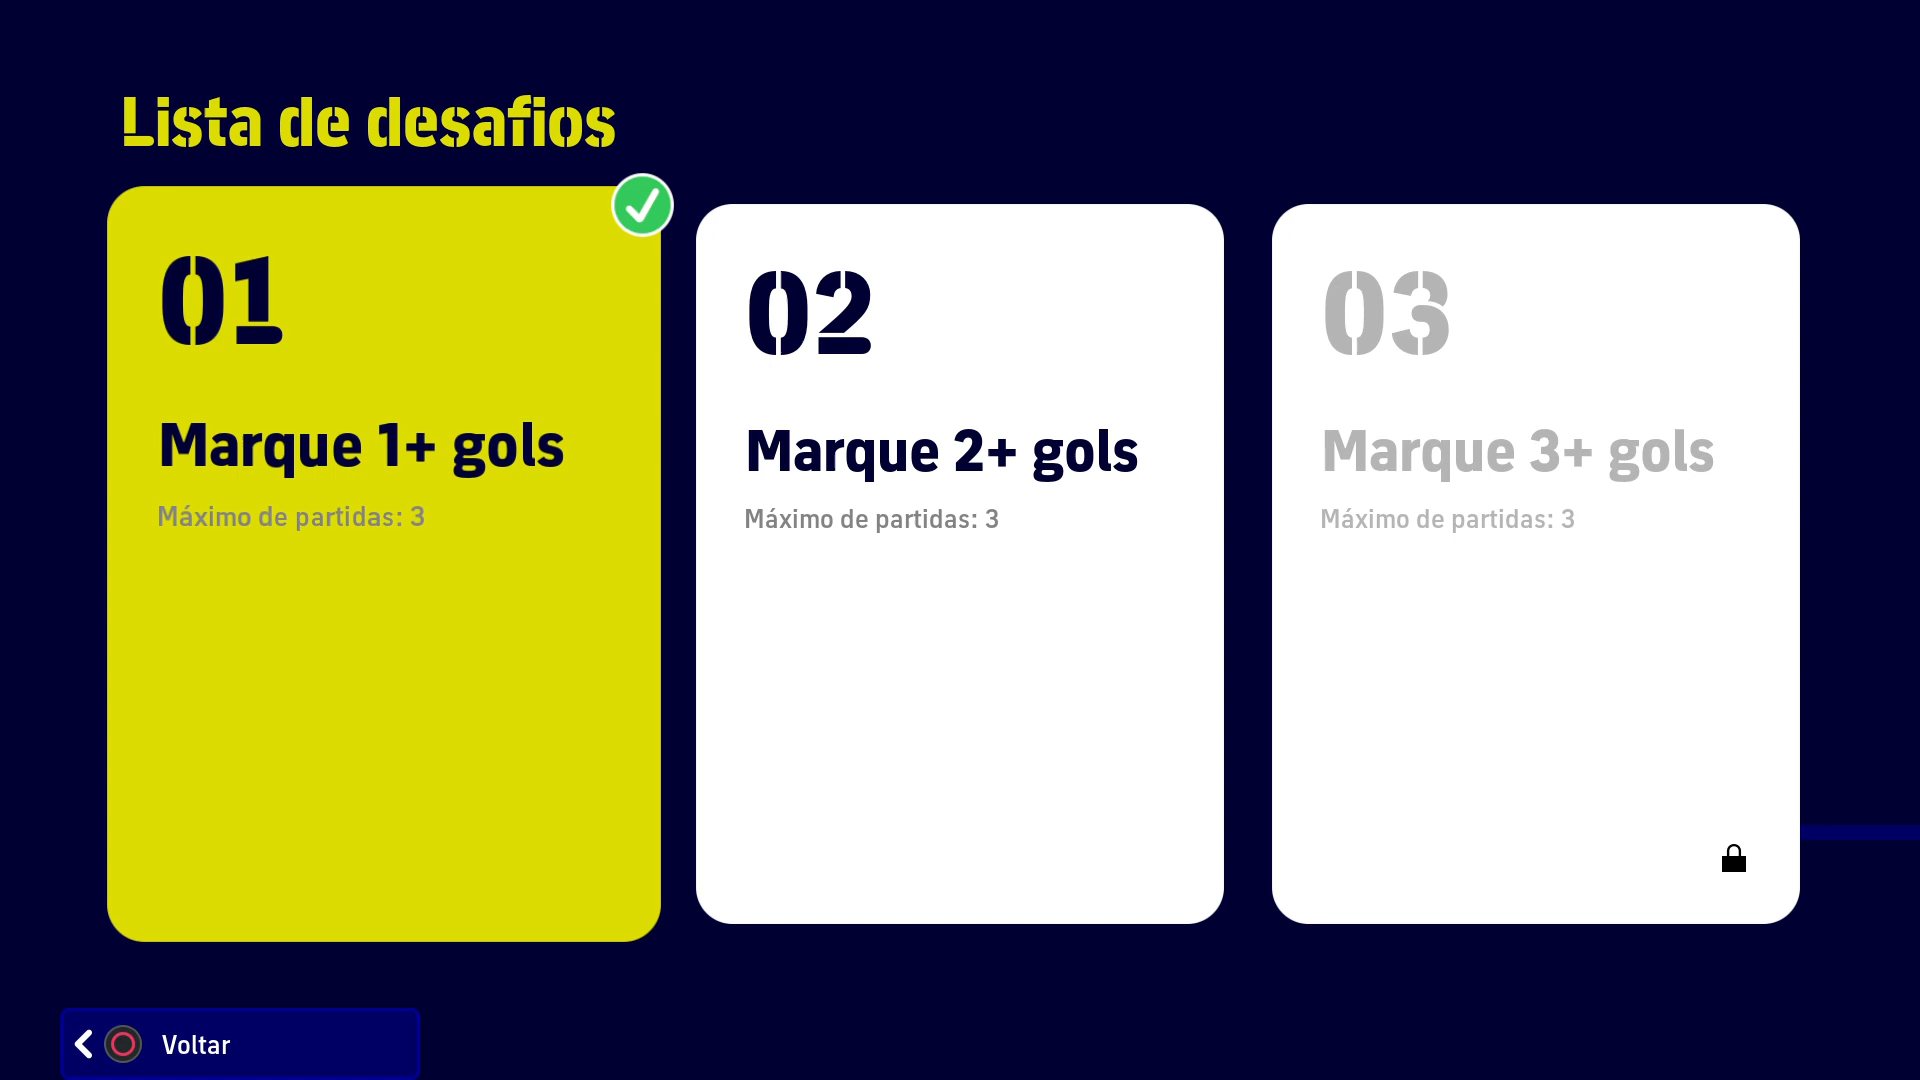 Lista de desafios
01
Marque 1+ gols
Máximo de partidas: 3
02
Marque 2+ gols
Máximo de partidas: 3
03
Marque 3+ gols
Máximo de partidas: 3
Voltar